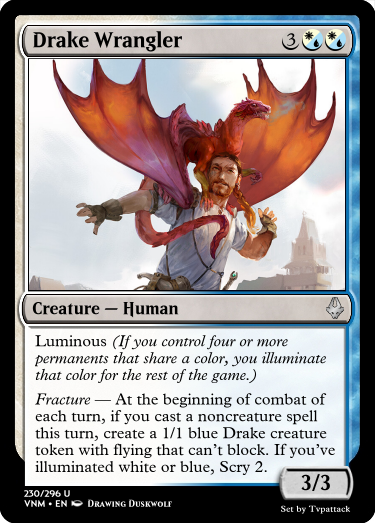 Drake Wrangler 3
Creature — Human
Luminous (If you control four or more
permanents that share a color, you illuminate
that color for the rest of the game.)
Fracture — At the beginning of combat of
each turn, if you cast a noncreature spell
this turn, create a 1/1 blue Drake creature
token with flying that can't block. If you've
illuminated white or blue, Scry 2.
3/3
230/296 U
VNM • EN Drawing Duskwolf
Set by Tvpattack